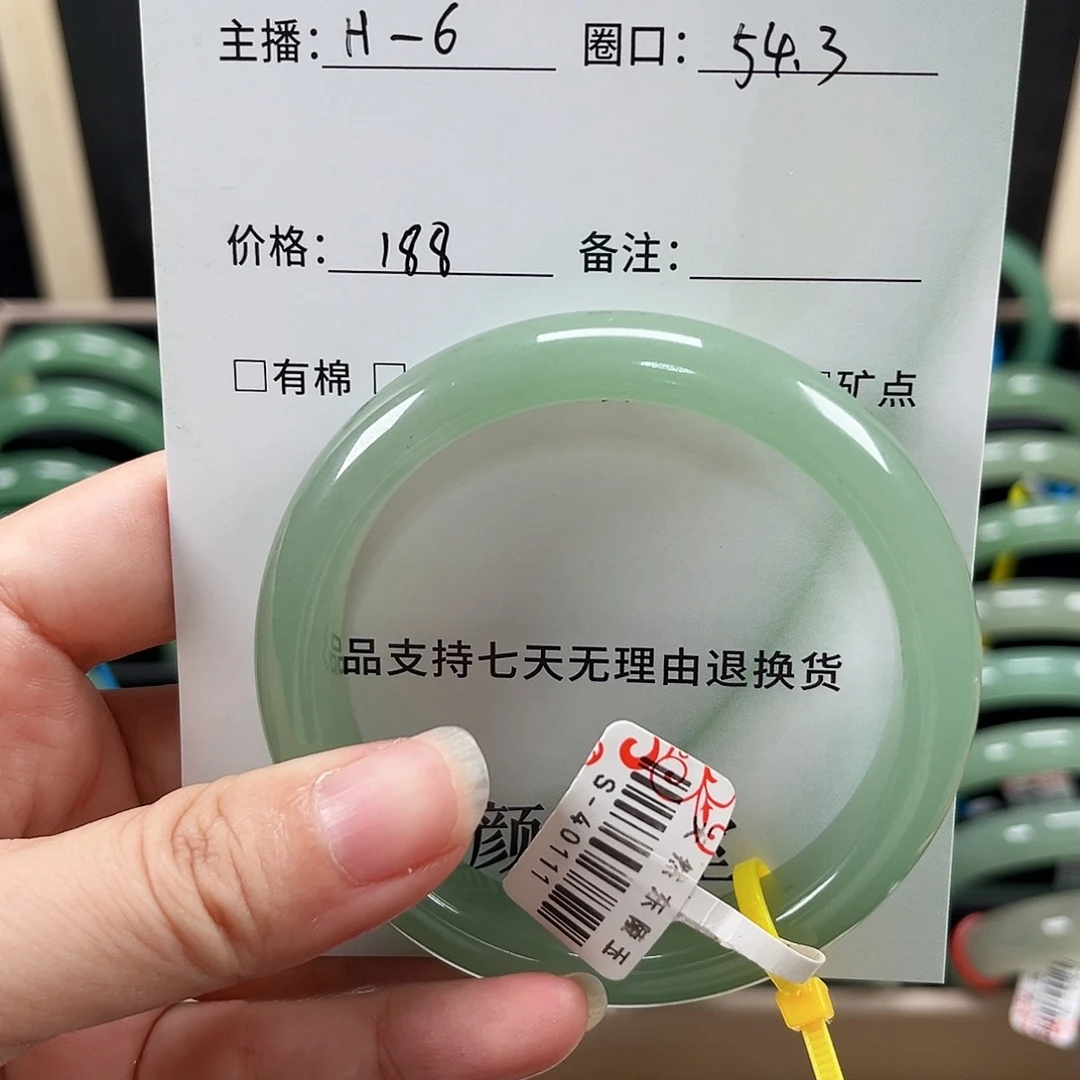 主播: H-6 圈口: 54.3
价格: 188 备注:
□有棉 □ 矿点
品支持七天无理由退换货
颜
S-40111